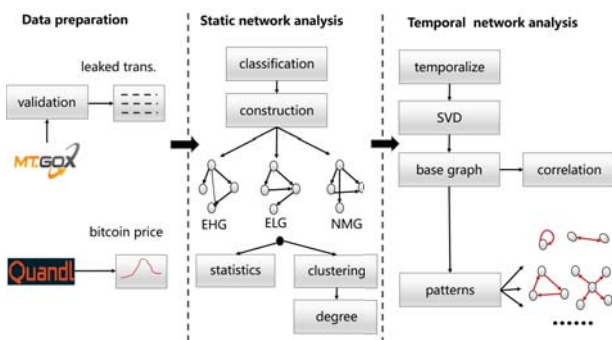 Data preparation
leaked trans.
validation
MT.GOX
bitcoin price
Quandl
Static network analysis
classification
construction
EHG
ELG
NMG
statistics
clustering
degree
Temporal network analysis
temporalize
SVD
base graph
correlation
patterns